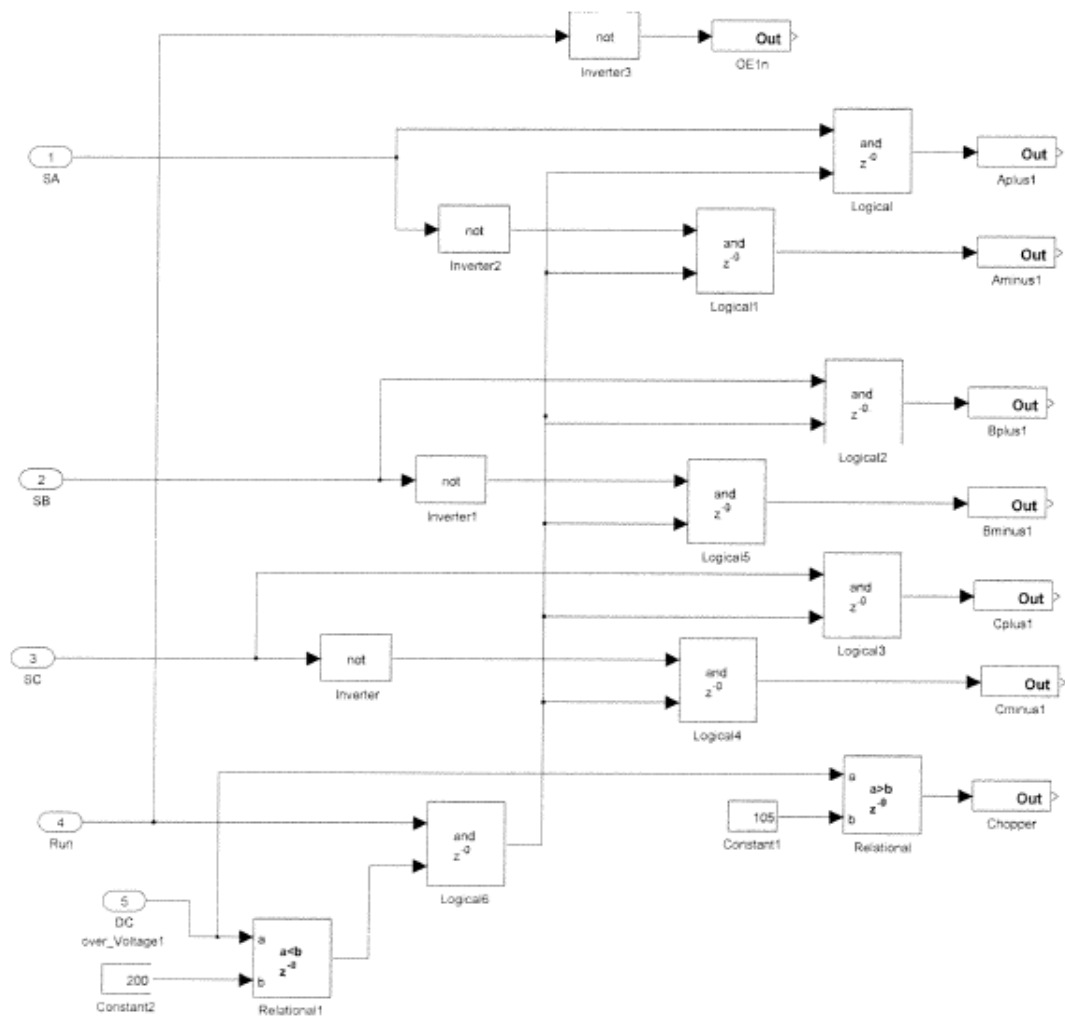 not
Out
Inverter3
OE1n
1
SA
and
z-0
Logical
Out
Aplus1
not
Inverter2
and
z-0
Logical1
Out
Aminus1
and
z-0
Logical2
Out
Bplus1
2
SB
not
Inverter1
and
z-0
Logical5
Out
Bminus1
and
z-0
Logical3
Out
Cplus1
3
SC
not
Inverter
and
z-0
Logical4
Out
Cminus1
4
Run
and
z-0
Logical6
105
Constant1
a
a>b
z-0
b
Relational
Out
Chopper
5
DC
over_Voltage1
200
Constant2
a
a<b
z-0
b
Relational1